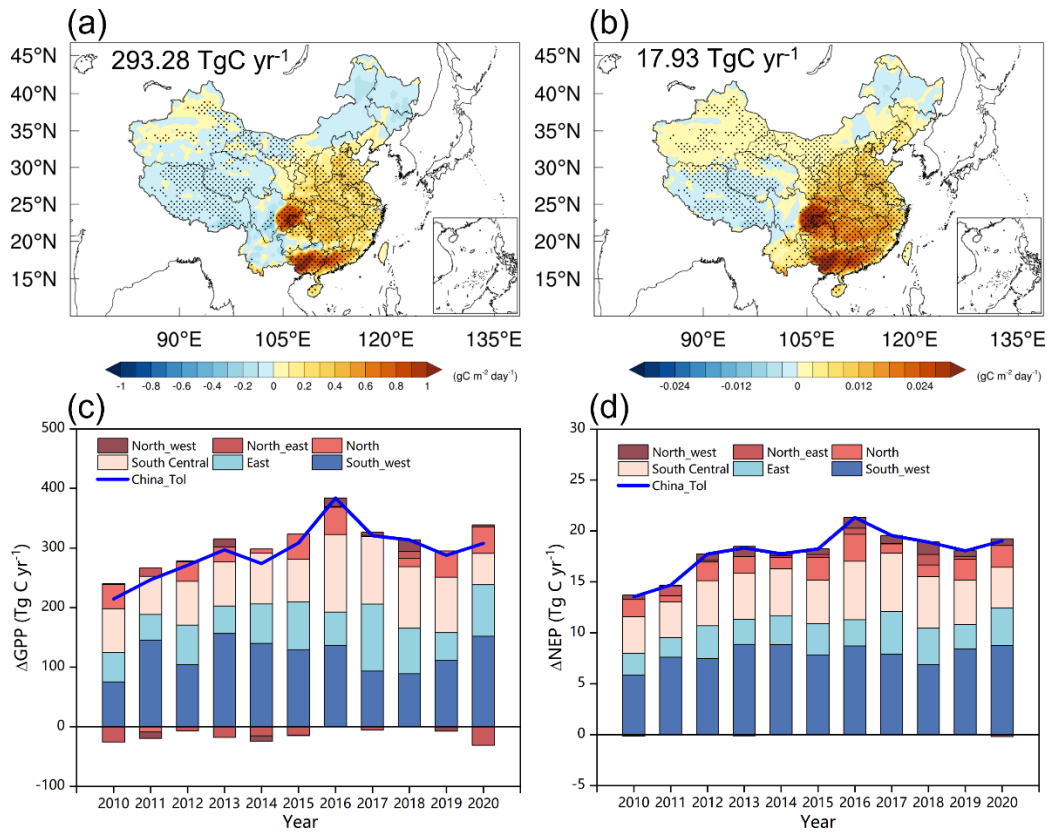 (a)
(b)
293.28 TgC yr⁻¹
17.93 TgC yr⁻¹
45°N
40°N
35°N
30°N
25°N
20°N
15°N
45°N
40°N
35°N
30°N
25°N
20°N
15°N
90°E 105°E 120°E 135°E
90°E 105°E 120°E 135°E
-1 -0.8 -0.6 -0.4 -0.2 0 0.2 0.4 0.6 0.8 1 (gC m⁻² day⁻¹)
-0.024 -0.012 0 0.012 0.024 (gC m⁻² day⁻¹)
(c)
(d)
North_west North_east North
South Central East South_west
China_Tol
500
400
300
200
100
0
-100
ΔGPP (Tg C yr⁻¹)
2010 2011 2012 2013 2014 2015 2016 2017 2018 2019 2020
Year
North_west North_east North
South Central East South_west
China_Tol
30
25
20
15
10
5
0
-5
ΔNEP (Tg C yr⁻¹)
2010 2011 2012 2013 2014 2015 2016 2017 2018 2019 2020
Year